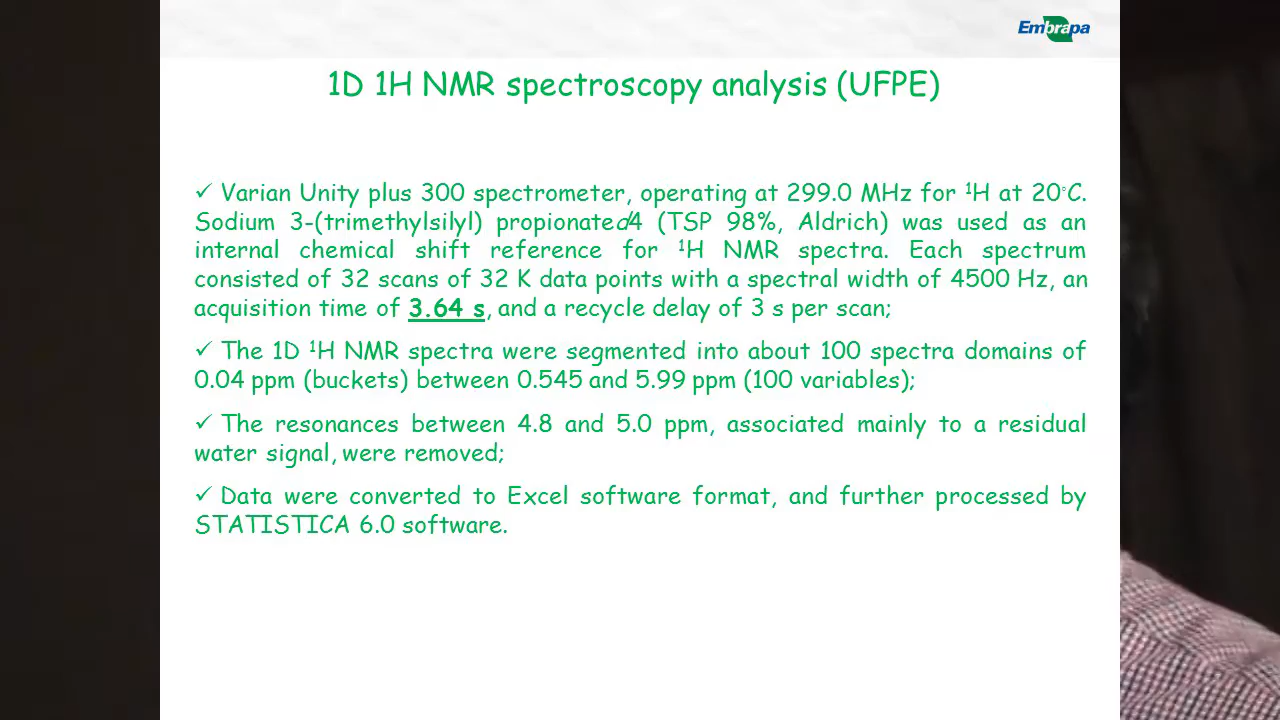 Embrapa
1D 1H NMR spectroscopy analysis (UFPE)
✓ Varian Unity plus 300 spectrometer, operating at 299.0 MHz for ¹H at 20°C.
Sodium 3-(trimethylsilyl) propionated4 (TSP 98%, Aldrich) was used as an
internal chemical shift reference for ¹H NMR spectra. Each spectrum
consisted of 32 scans of 32 K data points with a spectral width of 4500 Hz, an
acquisition time of 3.64 s, and a recycle delay of 3 s per scan;
✓ The 1D ¹H NMR spectra were segmented into about 100 spectra domains of
0.04 ppm (buckets) between 0.545 and 5.99 ppm (100 variables);
✓ The resonances between 4.8 and 5.0 ppm, associated mainly to a residual
water signal, were removed;
✓ Data were converted to Excel software format, and further processed by
STATISTICA 6.0 software.